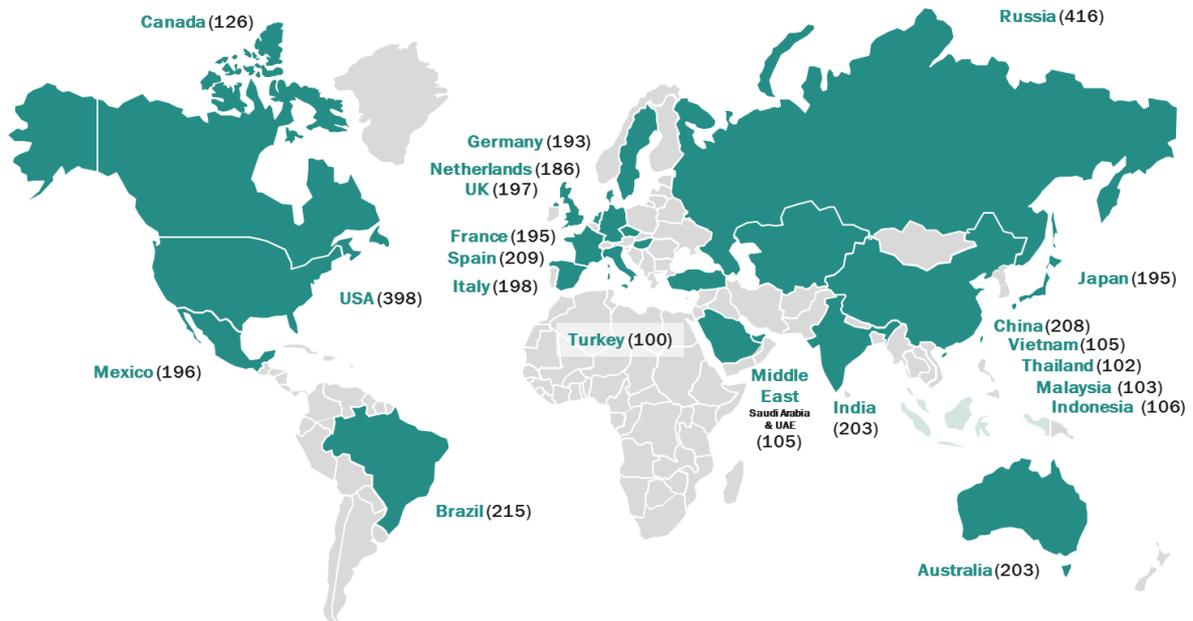 Canada (126)
Russia (416)
Germany (193)
Netherlands (186)
UK (197)
France (195)
Spain (209)
Italy (198)
Japan (195)
USA (398)
China (208)
Turkey (100)
Vietnam (105)
Thailand (102)
Mexico (196)
Middle
East
Saudi Arabia
& UAE
(105)
India
(203)
Malaysia (103)
Indonesia (106)
Brazil (215)
Australia (203)